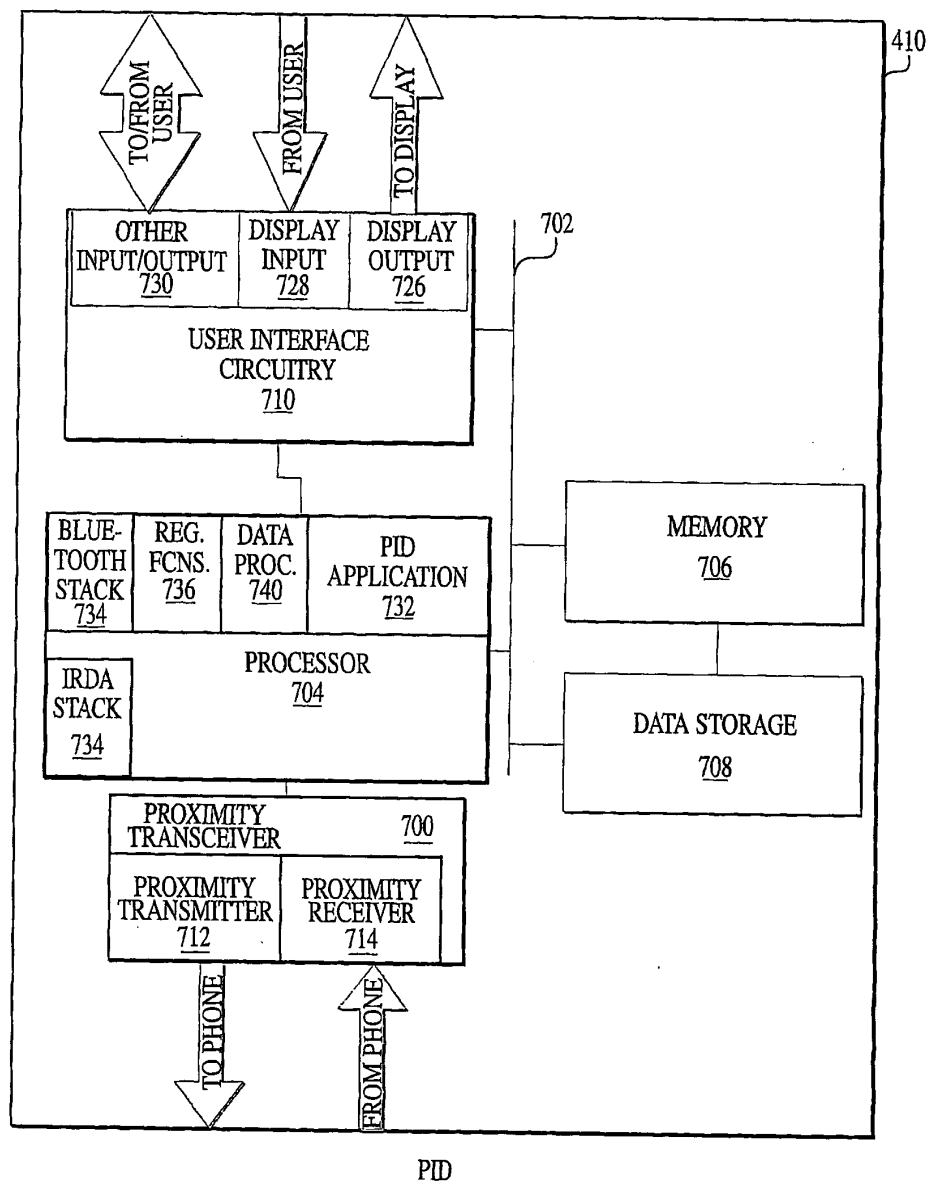 410
TO/FROM
USER
FROM USER
TO DISPLAY
702
OTHER
INPUT/OUTPUT
730
DISPLAY
INPUT
728
DISPLAY
OUTPUT
726
USER INTERFACE
CIRCUITRY
710
BLUE-
TOOTH
STACK
734
REG.
FCNS.
736
DATA
PROC.
740
PID
APPLICATION
732
MEMORY
706
PROCESSOR
704
IRDA
STACK
734
DATA STORAGE
708
PROXIMITY
TRANSCEIVER
700
PROXIMITY
TRANSMITTER
712
PROXIMITY
RECEIVER
714
TO PHONE
FROM PHONE
PID